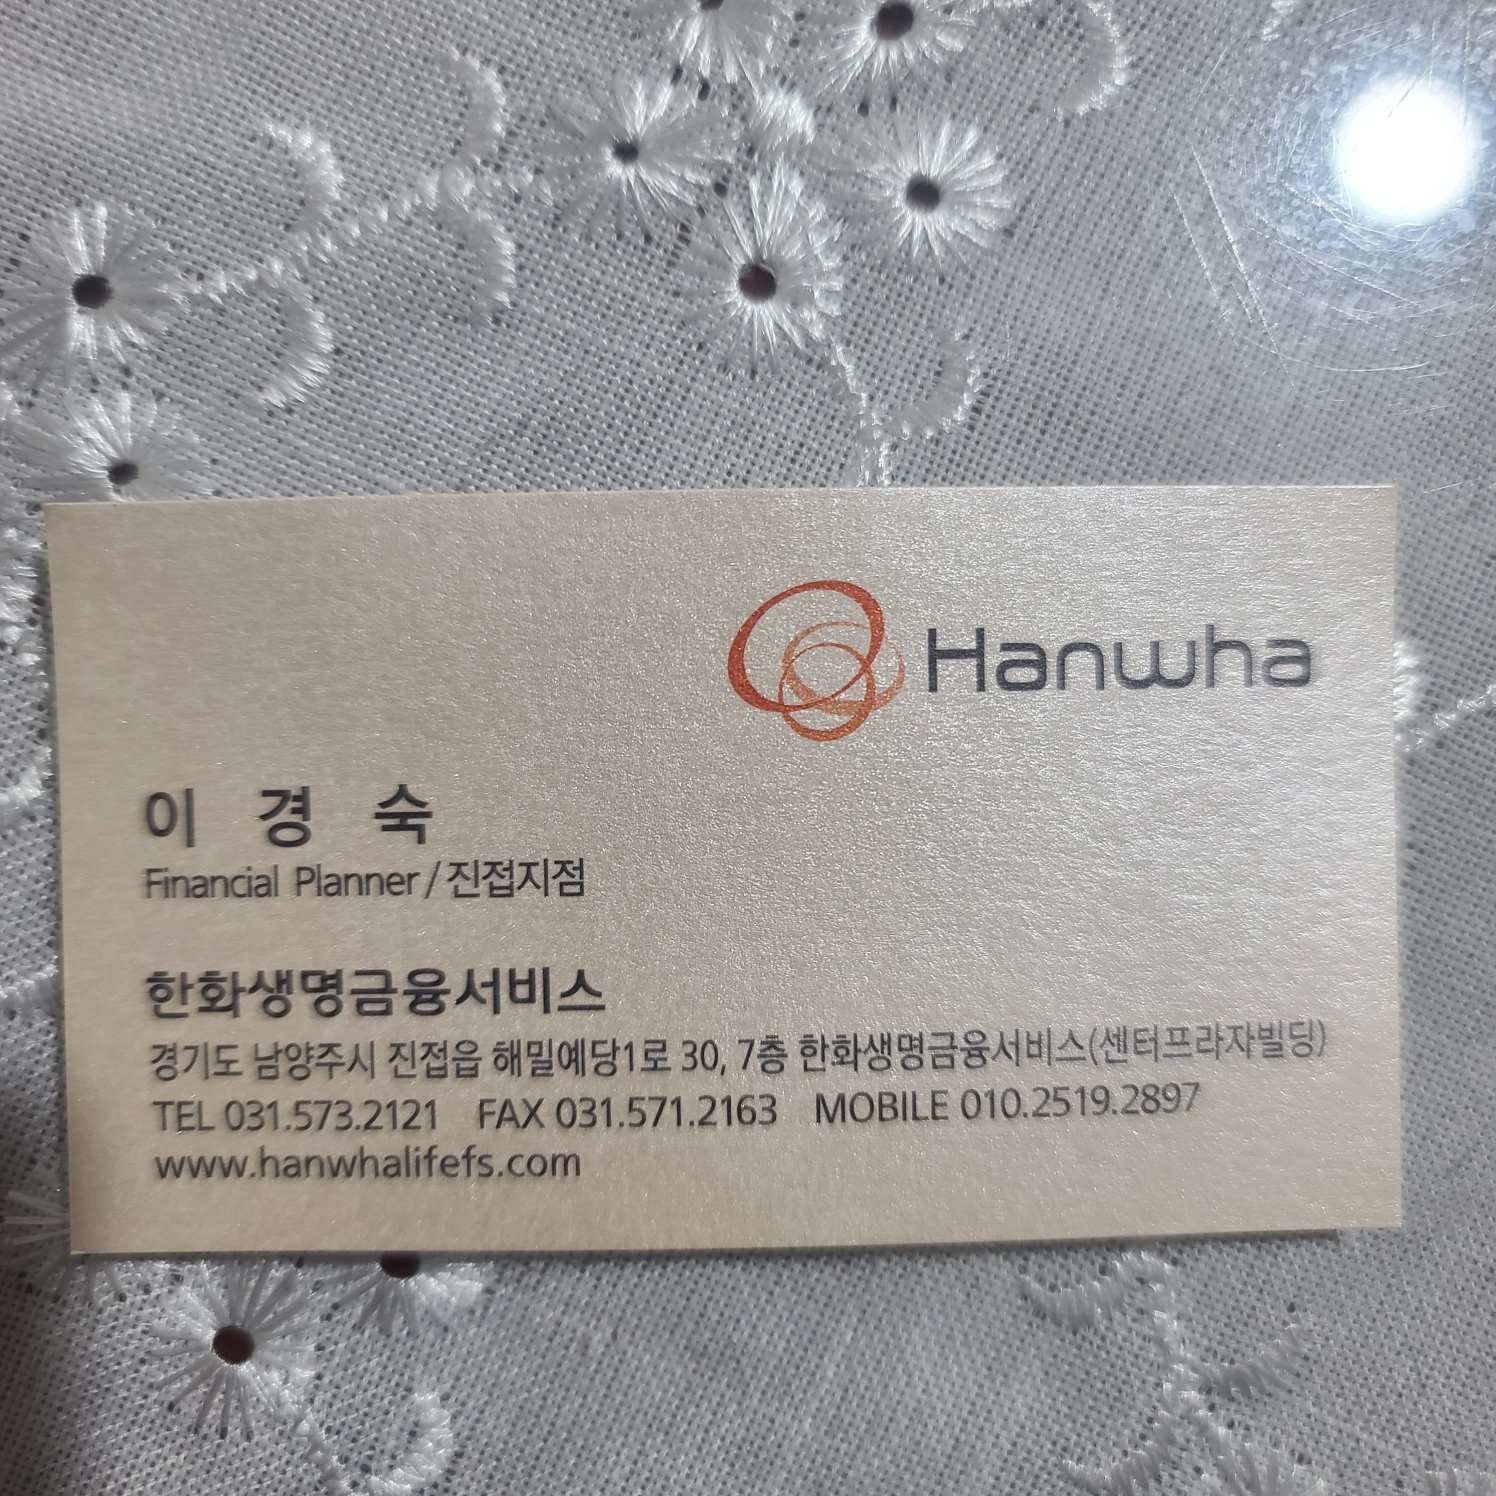 Hanwha
이 경 숙
Financial Planner/진접지점
한화생명금융서비스
경기도 남양주시 진접읍 해밀예당1로 30, 7층 한화생명금융서비스(센터프라자빌딩)
TEL 031.573.2121 FAX 031.571.2163 MOBILE 010.2519.2897
www.hanwhalifefs.com